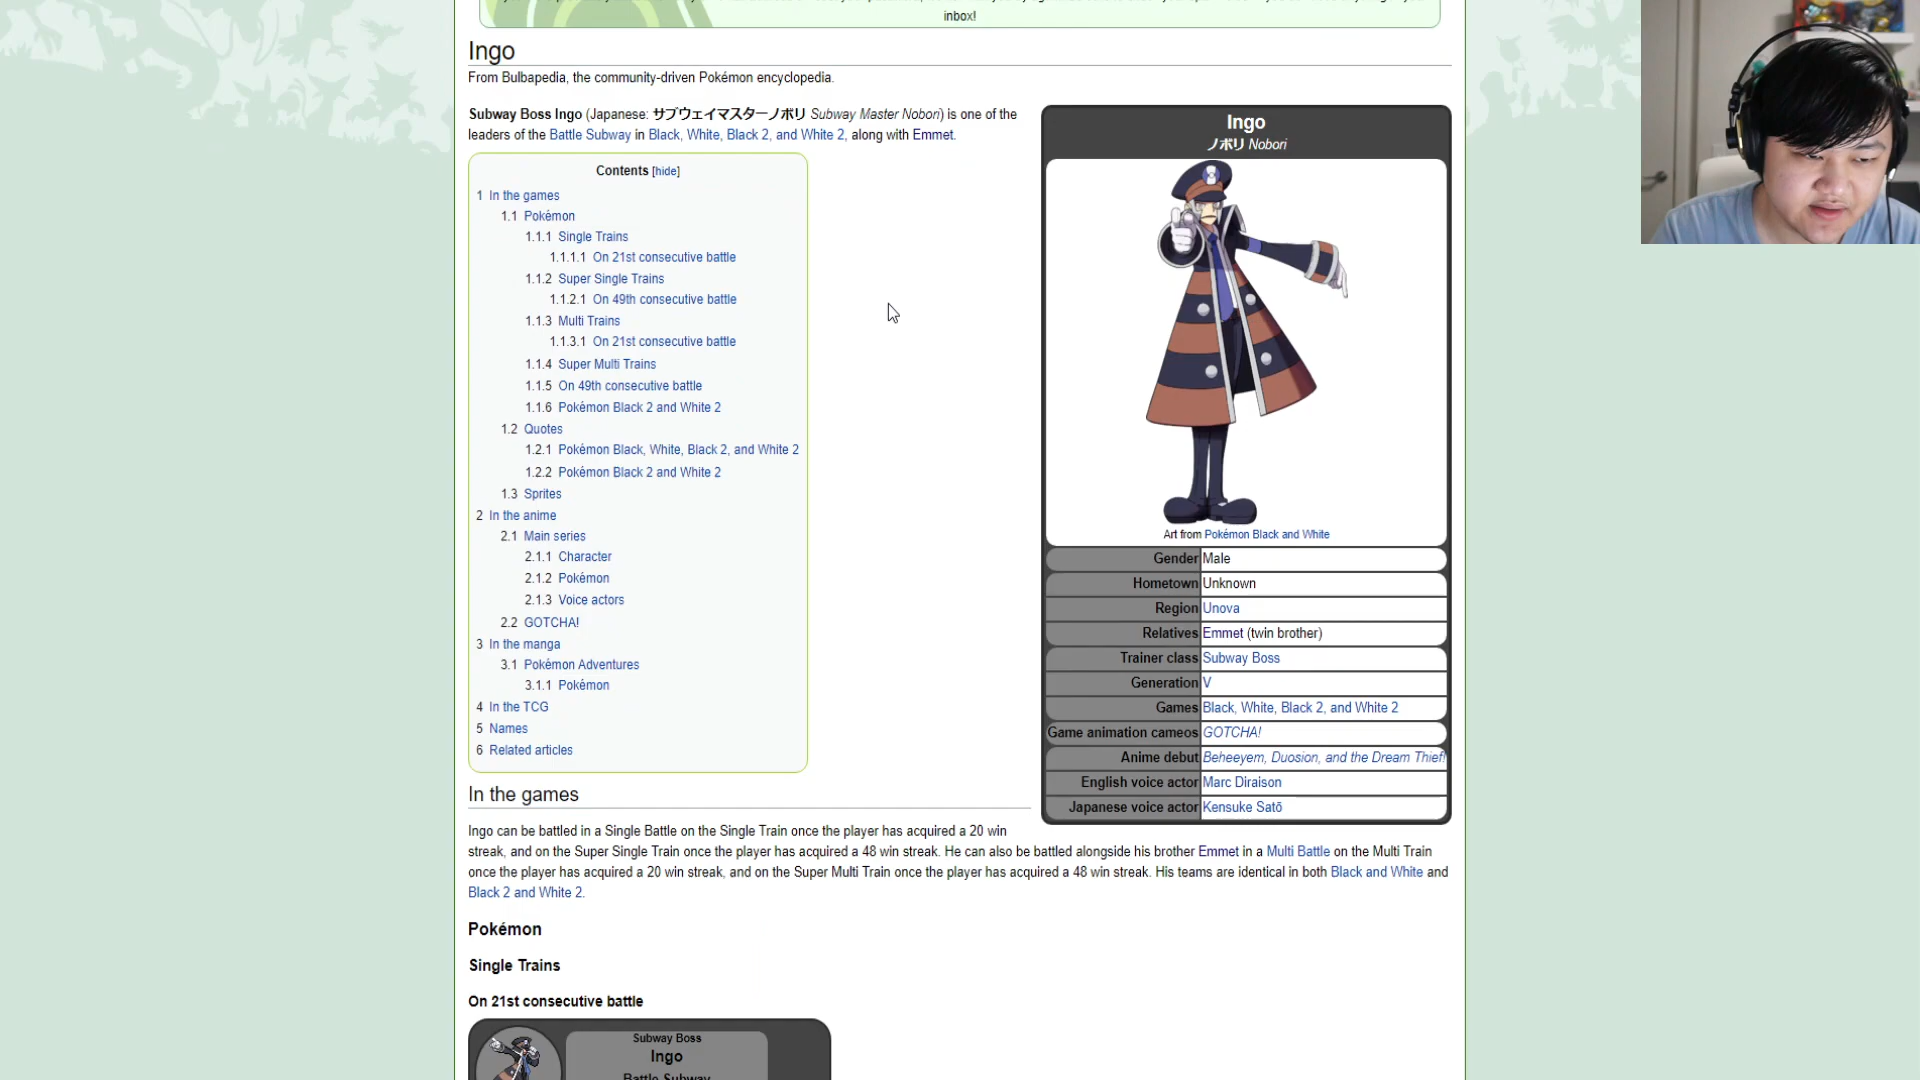 inbox!
Ingo
From Bulbapedia, the community-driven Pokémon encyclopedia.
Subway Boss Ingo (Japanese: サブウェイマスターノボリ Subway Master Nobori) is one of the
leaders of the Battle Subway in Black, White, Black 2, and White 2, along with Emmet.
Contents [hide]
1 In the games
1.1 Pokémon
1.1.1 Single Trains
1.1.1.1 On 21st consecutive battle
1.1.2 Super Single Trains
1.1.2.1 On 49th consecutive battle
1.1.3 Multi Trains
1.1.3.1 On 21st consecutive battle
1.1.4 Super Multi Trains
1.1.5 On 49th consecutive battle
1.1.6 Pokémon Black 2 and White 2
1.2 Quotes
1.2.1 Pokémon Black, White, Black 2, and White 2
1.2.2 Pokémon Black 2 and White 2
1.3 Sprites
2 In the anime
2.1 Main series
2.1.1 Character
2.1.2 Pokémon
2.1.3 Voice actors
2.2 GOTCHA!
3 In the manga
3.1 Pokémon Adventures
3.1.1 Pokémon
4 In the TCG
5 Names
6 Related articles
Ingo
ノボリ Nobori
Art from Pokémon Black and White
Gender Male
Hometown Unknown
Region Unova
Relatives Emmet (twin brother)
Trainer class Subway Boss
Generation V
Games Black, White, Black 2, and White 2
Game animation cameos GOTCHA!
Anime debut Beheeyem, Duosion, and the Dream Thief!
English voice actor Marc Diraison
Japanese voice actor Kensuke Satō
In the games
Ingo can be battled in a Single Battle on the Single Train once the player has acquired a 20 win
streak, and on the Super Single Train once the player has acquired a 48 win streak. He can also be battled alongside his brother Emmet in a Multi Battle on the Multi Train
once the player has acquired a 20 win streak, and on the Super Multi Train once the player has acquired a 48 win streak. His teams are identical in both Black and White and
Black 2 and White 2.
Pokémon
Single Trains
On 21st consecutive battle
Subway Boss
Ingo
Battle Subway